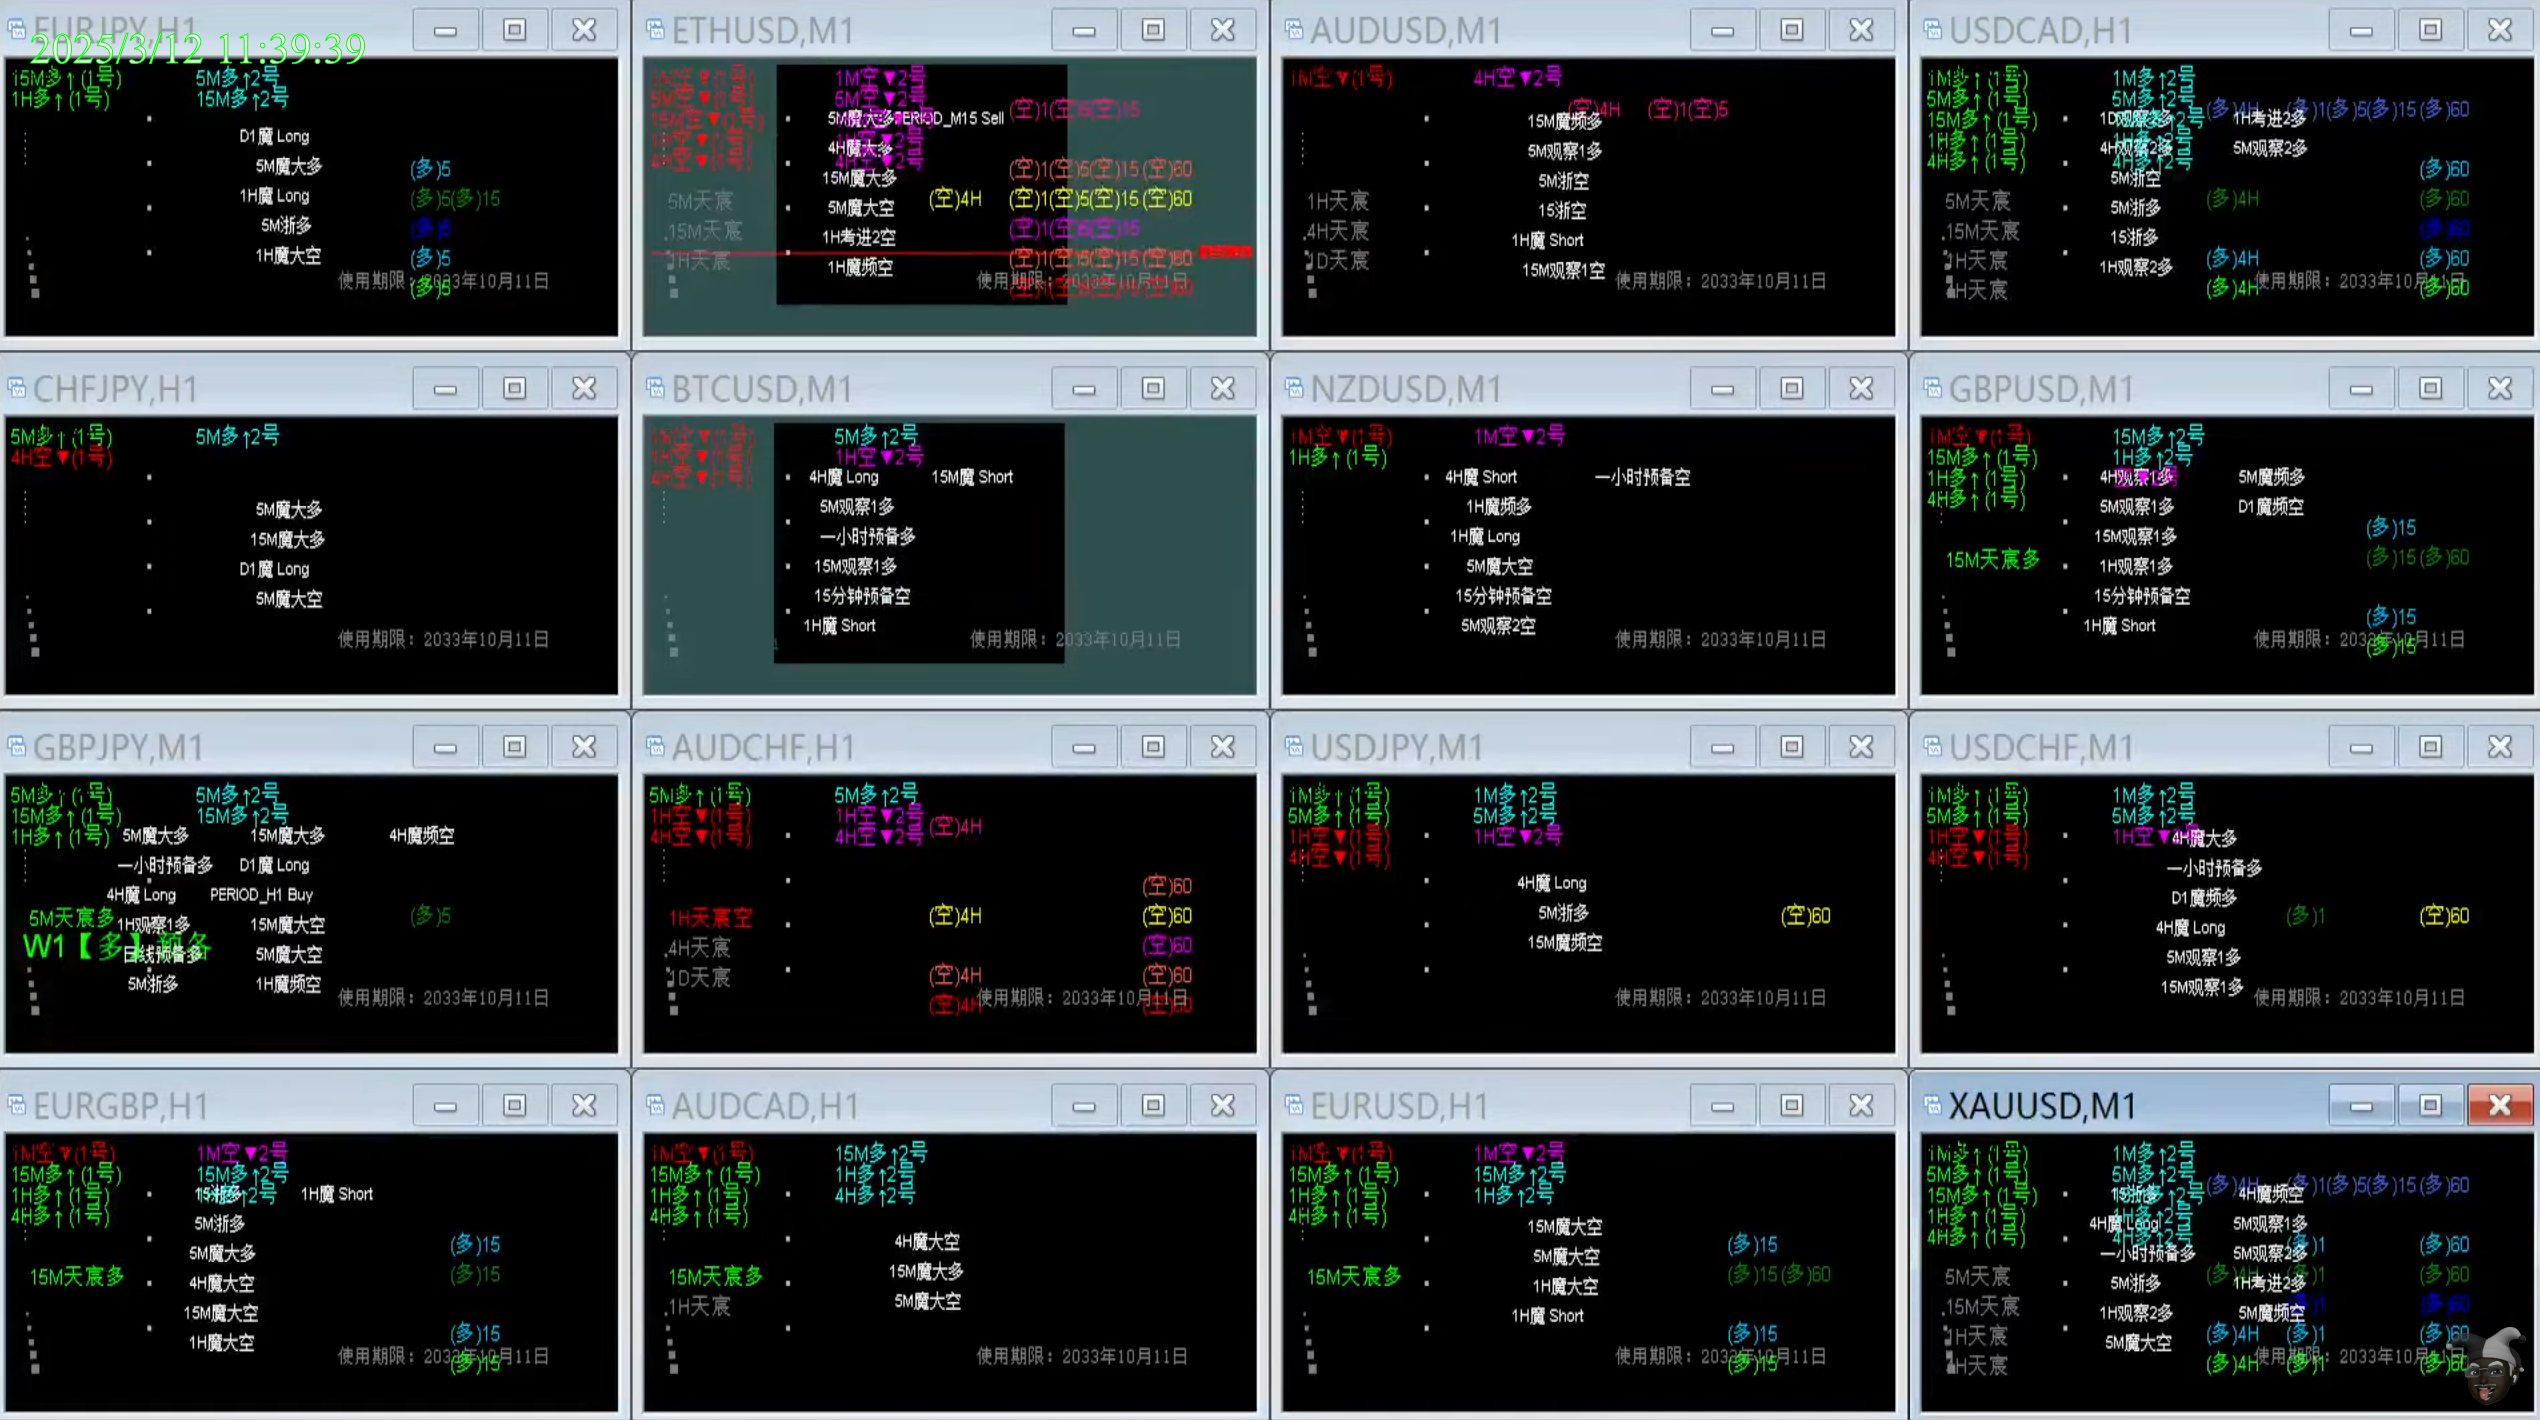 EURJPY,H1
2025/3/12 11:39:39
15M多↑(1号) 5M多↑2号
1H多↑(1号) 15M多↑2号
D1魔 Long
5M魔大多 (多)5
1H魔 Long (多)5(多)15
5M浙多 (多)5
1H魔大空 (多)5
使用期限：2033年10月11日
(多)5
ETHUSD,M1
1M空▼(1号) 1M空▼2号
5M空▼(1号) 5M空▼2号
(空)1(空)5(空)15
15M空▼(1号) 5M魔大多 PERIOD_M15 Sell
4H魔大多
(空)1(空)5(空)15(空)60
15M魔大多
5M天宸 5M魔大空 (空)4H (空)1(空)5(空)15(空)60
15M天宸 1H考进2空 (空)1(空)5(空)15
1H天宸 1H魔频空 (空)1(空)5(空)15(空)60
使用期限：2033年10月11日
AUDUSD,M1
1M空▼(1号) 4H空▼2号
(空)4H (空)1(空)5
15M魔频多
5M观察1多
5M浙空
1H天宸 15浙空
4H天宸 1H魔 Short
1D天宸 15M观察1空
使用期限：2033年10月11日
USDCAD,H1
1M多↑(1号) 1M多↑2号
5M多↑(1号) 5M多↑2号
(多)4H (多)1(多)5(多)15(多)60
15M多↑(1号) 1H考进2多
1H多↑(1号) 4H观察2多 5M观察2多
4H多↑(1号) 4H多↑2号 (多)60
5M浙空
5M天宸 5M浙多 (多)4H (多)60
15M天宸 15浙多 (多)60
1H天宸 1H观察2多 (多)4H (多)60
4H天宸 (多)4H 使用期限：2033年10月11日 (多)60
CHFJPY,H1
5M多↑(1号) 5M多↑2号
4H空▼(1号)
5M魔大多
15M魔大多
D1魔 Long
5M魔大空
使用期限：2033年10月11日
BTCUSD,M1
1M空▼(1号) 5M多↑2号
1H空▼(1号) 1H空▼2号
4H空▼(1号) 4H魔 Long 15M魔 Short
5M观察1多
一小时预备多
15M观察1多
15分钟预备空
1H魔 Short
使用期限：2033年10月11日
NZDUSD,M1
1M空▼(1号) 1M空▼2号
1H多↑(1号)
4H魔 Short 一小时预备空
1H魔频多
1H魔 Long
5M魔大空
15分钟预备空
5M观察2空
使用期限：2033年10月11日
GBPUSD,M1
1M空▼(1号) 15M多↑2号
15M多↑(1号) 1H多↑2号
1H多↑(1号) 4H观察1多 5M魔频多
4H多↑(1号) 5M观察1多 D1魔频空
15M观察1多 (多)15
15M天宸多 1H观察1多 (多)15(多)60
15分钟预备空 (多)15
1H魔 Short
使用期限：2033年10月11日
(多)15
GBPJPY,M1
5M多↑(1号) 5M多↑2号
15M多↑(1号) 15M多↑2号
1H多↑(1号) 5M魔大多 15M魔大多 4H魔频空
一小时预备多 D1魔 Long
4H魔 Long PERIOD_H1 Buy
5M天宸多 1H观察1多 15M魔大空 (多)5
W1【多】预备 日线预备多 5M魔大空
5M浙多 1H魔频空
使用期限：2033年10月11日
AUDCHF,H1
5M多↑(1号) 5M多↑2号
1H空▼(1号) 1H空▼2号
4H空▼(1号) 4H空▼2号 (空)4H
(空)60
1H天宸空 (空)4H (空)60
4H天宸 (空)60
1D天宸 (空)4H (空)60
(空)4H 使用期限：2033年10月11日 (空)60
USDJPY,M1
1M多↑(1号) 1M多↑2号
5M多↑(1号) 5M多↑2号
1H空▼(1号) 1H空▼2号
4H空▼(1号)
4H魔 Long
5M浙多 (空)60
15M魔频空
使用期限：2033年10月11日
USDCHF,M1
1M多↑(1号) 1M多↑2号
5M多↑(1号) 5M多↑2号
1H空▼(1号) 1H空▼2号 4H魔大多
4H空▼(1号) 一小时预备多
D1魔频多
4H魔 Long (多)1 (空)60
5M观察1多
15M观察1多
使用期限：2033年10月11日
EURGBP,H1
1M空▼(1号) 1M空▼2号
15M多↑(1号) 15M多↑2号
1H多↑(1号) 15浙多 1H魔 Short
4H多↑(1号) 5M浙多
5M魔大多 (多)15
15M天宸多 4H魔大空 (多)15
15M魔大空 (多)15
1H魔大空
使用期限：2033年10月11日
(多)15
AUDCAD,H1
1M空▼(1号) 15M多↑2号
15M多↑(1号) 1H多↑2号
1H多↑(1号) 4H多↑2号
4H多↑(1号)
4H魔大空
15M天宸多 15M魔大多
1H天宸 5M魔大空
使用期限：2033年10月11日
EURUSD,H1
1M空▼(1号) 1M空▼2号
15M多↑(1号) 15M多↑2号
1H多↑(1号) 1H多↑2号
4H多↑(1号)
15M魔大空
5M魔大空 (多)15
15M天宸多 1H魔大空 (多)15(多)60
1H魔 Short (多)15
使用期限：2033年10月11日
(多)15
XAUUSD,M1
1M多↑(1号) 1M多↑2号
5M多↑(1号) 5M多↑2号
(多)4H (多)1(多)5(多)15(多)60
15M多↑(1号) 15浙多 4H魔频空
1H多↑(1号) 4H魔 Long 5M观察1多
4H多↑(1号) 4H多↑2号 (多)1 (多)60
一小时预备多 5M观察2多
5M天宸 5M浙多 (多)4H 1H考进2多 (多)1 (多)60
15M天宸 1H观察2多 5M魔频空 (多)1 (多)60
1H天宸 5M魔大空 (多)4H (多)1 (多)60
4H天宸 (多)4H 使用期限：2033年10月11日 (多)1 (多)60